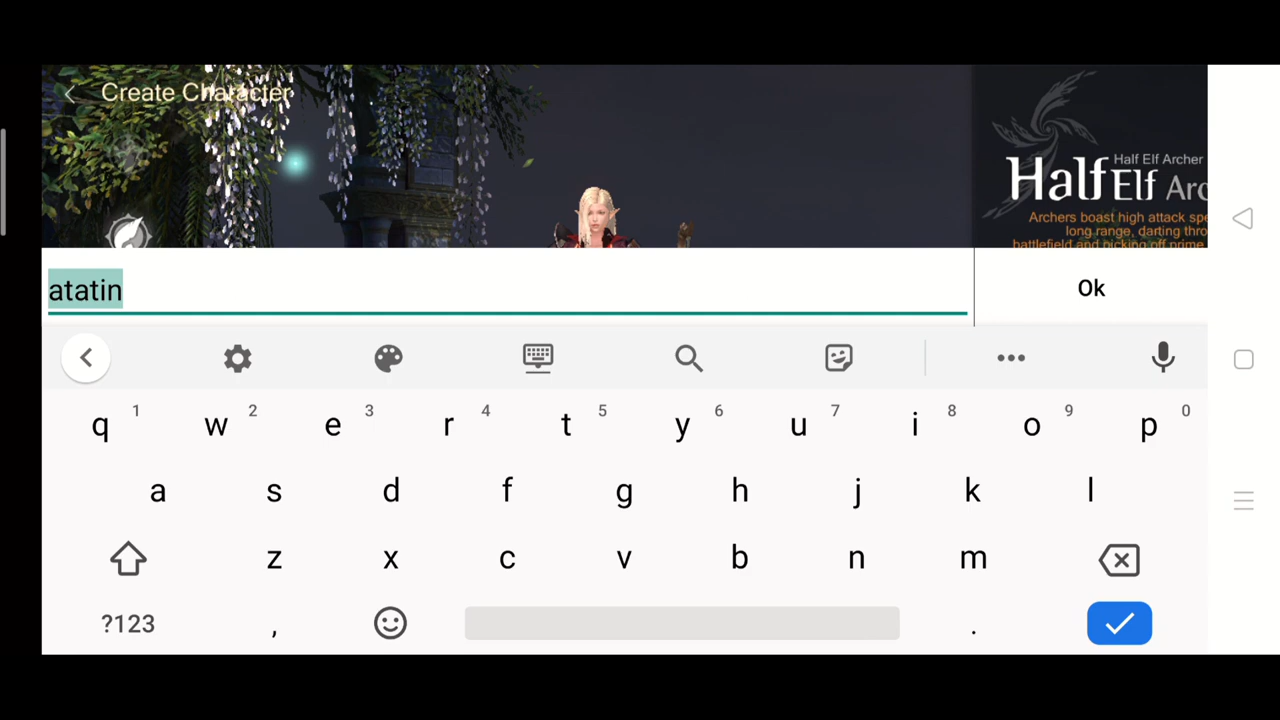 Create Character
Half Elf Archer
Half Elf Arc
Archers boast high attack spe
long range, darting thro
battlefield and picking off prime
atatin
Ok
q 1 w 2 e 3 r 4 t 5 y 6 u 7 i 8 o 9 p 0
a s d f g h j k l
z x c v b n m
?123 , .